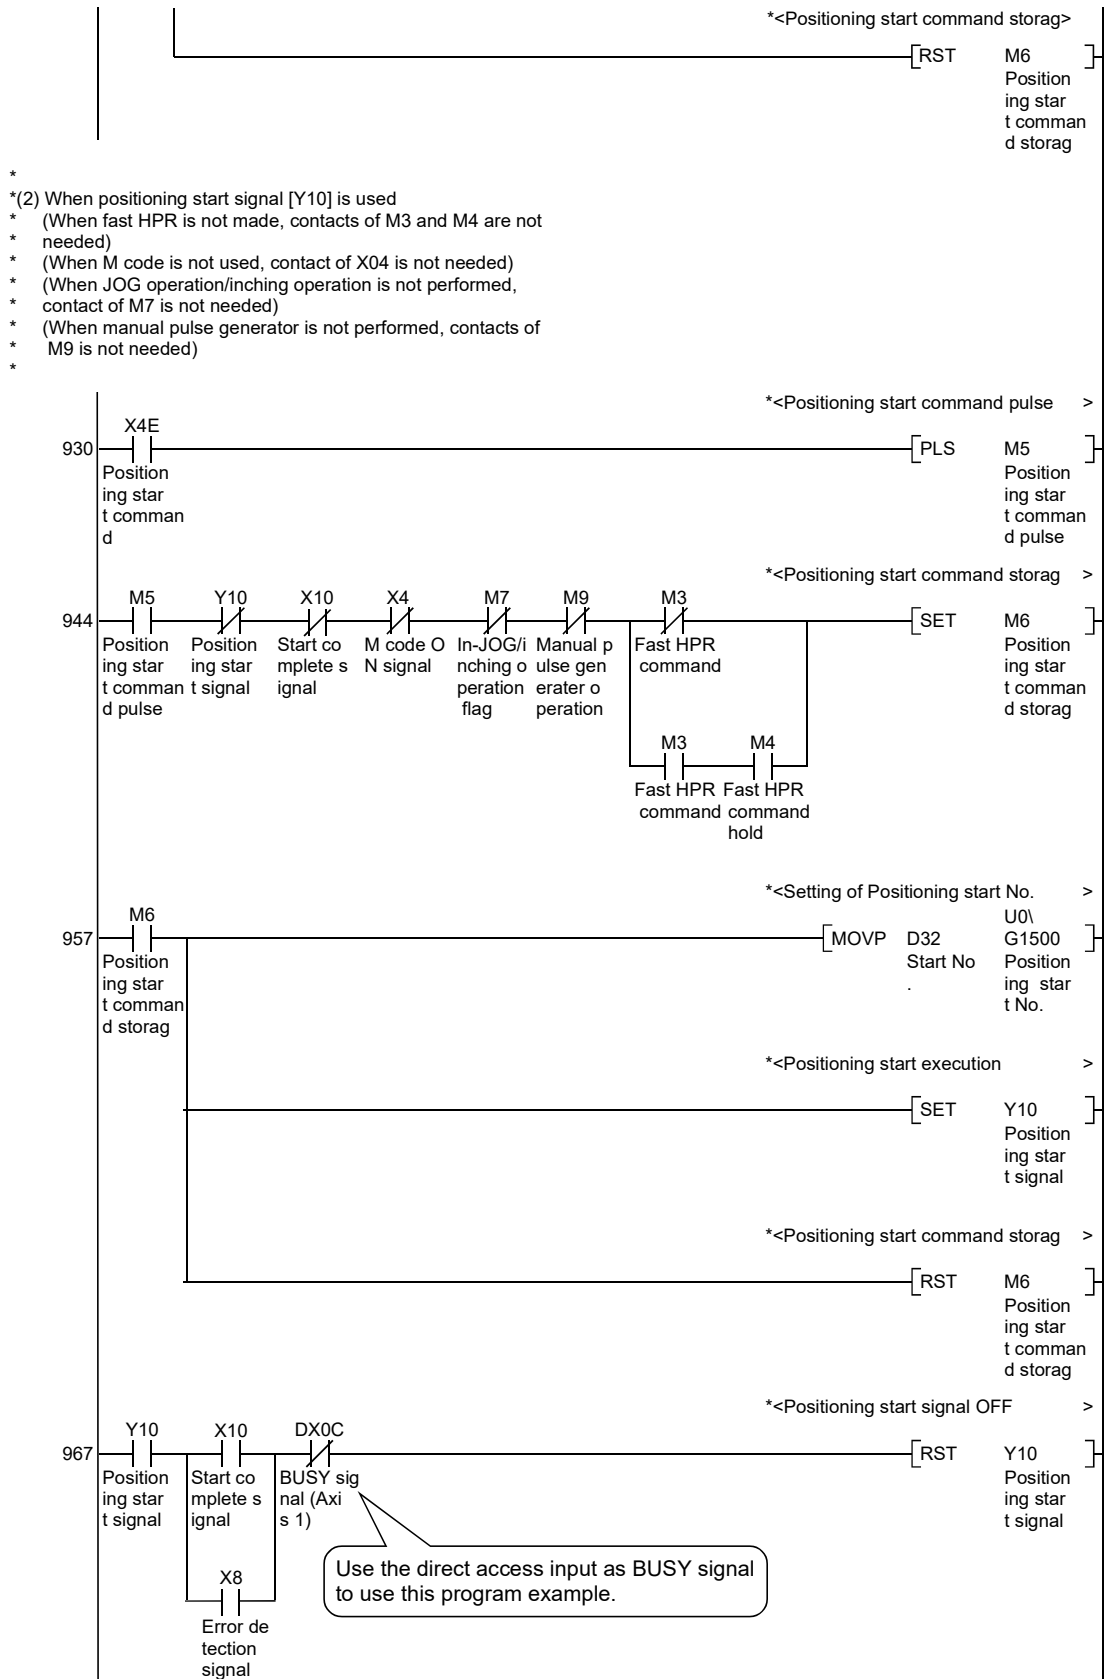 *<Positioning start command storag>
[RST M6 ]
Position
ing star
t comman
d storag
*
*(2) When positioning start signal [Y10] is used
* (When fast HPR is not made, contacts of M3 and M4 are not
* needed)
* (When M code is not used, contact of X04 is not needed)
* (When JOG operation/inching operation is not performed,
* contact of M7 is not needed)
* (When manual pulse generator is not performed, contacts of
* M9 is not needed)
*
*<Positioning start command pulse >
X4E
930 [PLS M5 ]
Position
ing star
t comman
d
Position
ing star
t comman
d pulse
*<Positioning start command storag >
M5 Y10 X10 X4 M7 M9 M3
944 [SET M6 ]
Position
ing star
t comman
d pulse
Position
ing star
t signal
Start co
mplete s
ignal
M code O
N signal
In-JOG/i
nching o
peration
flag
Manual p
ulse gen
erater o
peration
Fast HPR
command
Position
ing star
t comman
d storag
M3 M4
Fast HPR
command
Fast HPR
command
hold
*<Setting of Positioning start No. >
M6 U0\
957 [MOVP D32 G1500 ]
Position
ing star
t comman
d storag
Start No
.
Position
ing star
t No.
*<Positioning start execution >
[SET Y10 ]
Position
ing star
t signal
*<Positioning start command storag >
[RST M6 ]
Position
ing star
t comman
d storag
*<Positioning start signal OFF >
Y10 X10 DX0C
967 [RST Y10 ]
Position
ing star
t signal
Start co
mplete s
ignal
BUSY sig
nal (Axi
s 1)
Position
ing star
t signal
Use the direct access input as BUSY signal
to use this program example.
X8
Error de
tection
signal